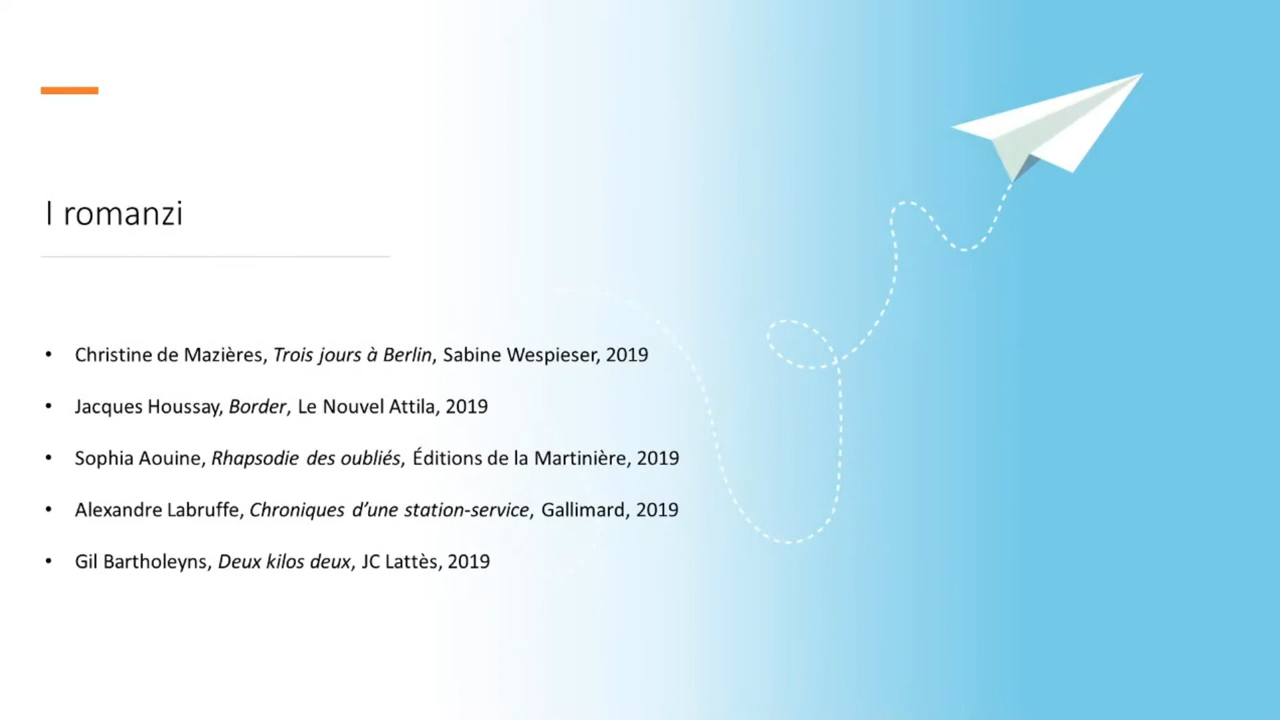 I romanzi
• Christine de Mazières, Trois jours à Berlin, Sabine Wespieser, 2019
• Jacques Houssay, Border, Le Nouvel Attila, 2019
• Sophia Aouine, Rhapsodie des oubliés, Éditions de la Martinière, 2019
• Alexandre Labruffe, Chroniques d’une station-service, Gallimard, 2019
• Gil Bartholeyns, Deux kilos deux, JC Lattès, 2019